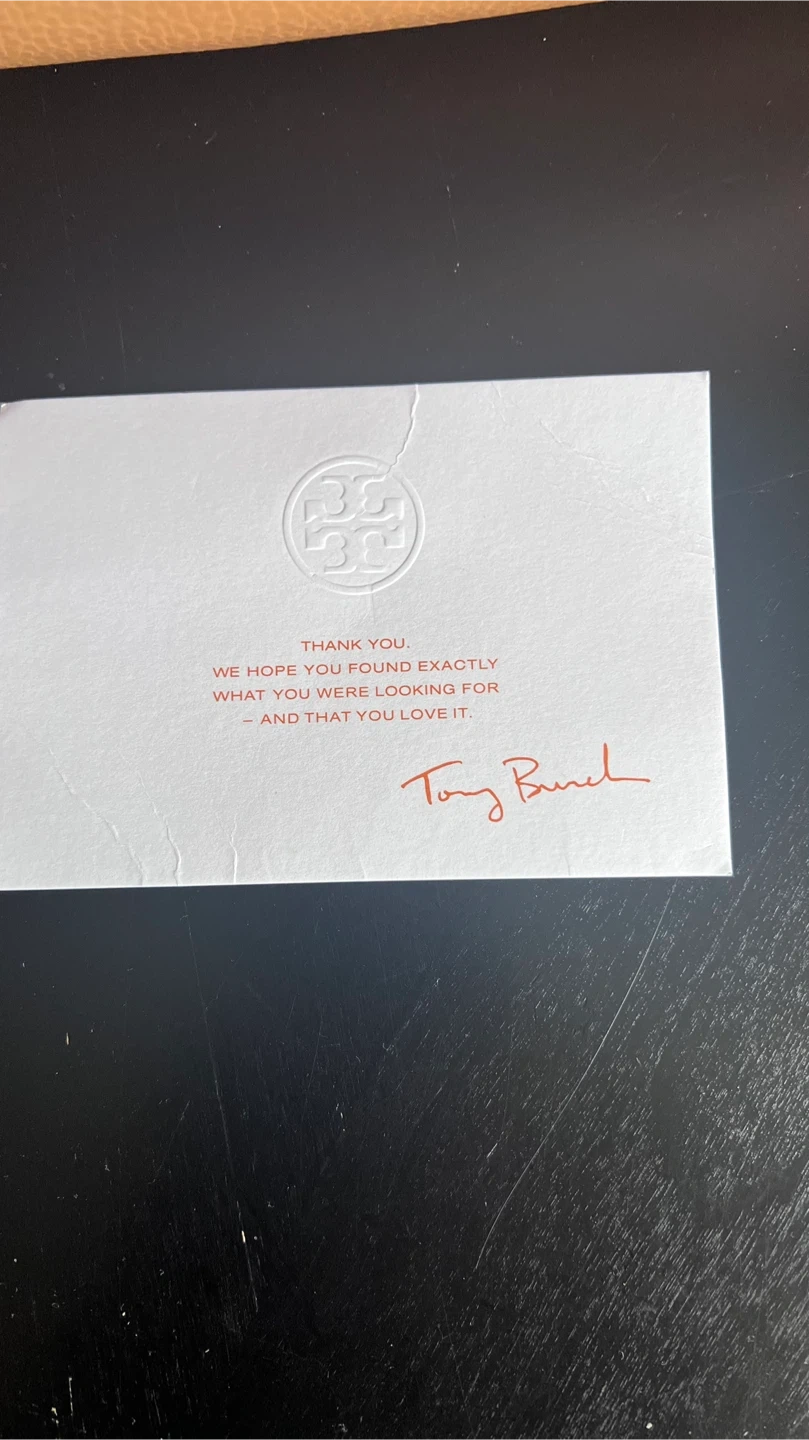 THANK YOU.
WE HOPE YOU FOUND EXACTLY
WHAT YOU WERE LOOKING FOR
– AND THAT YOU LOVE IT.
Tory Burch